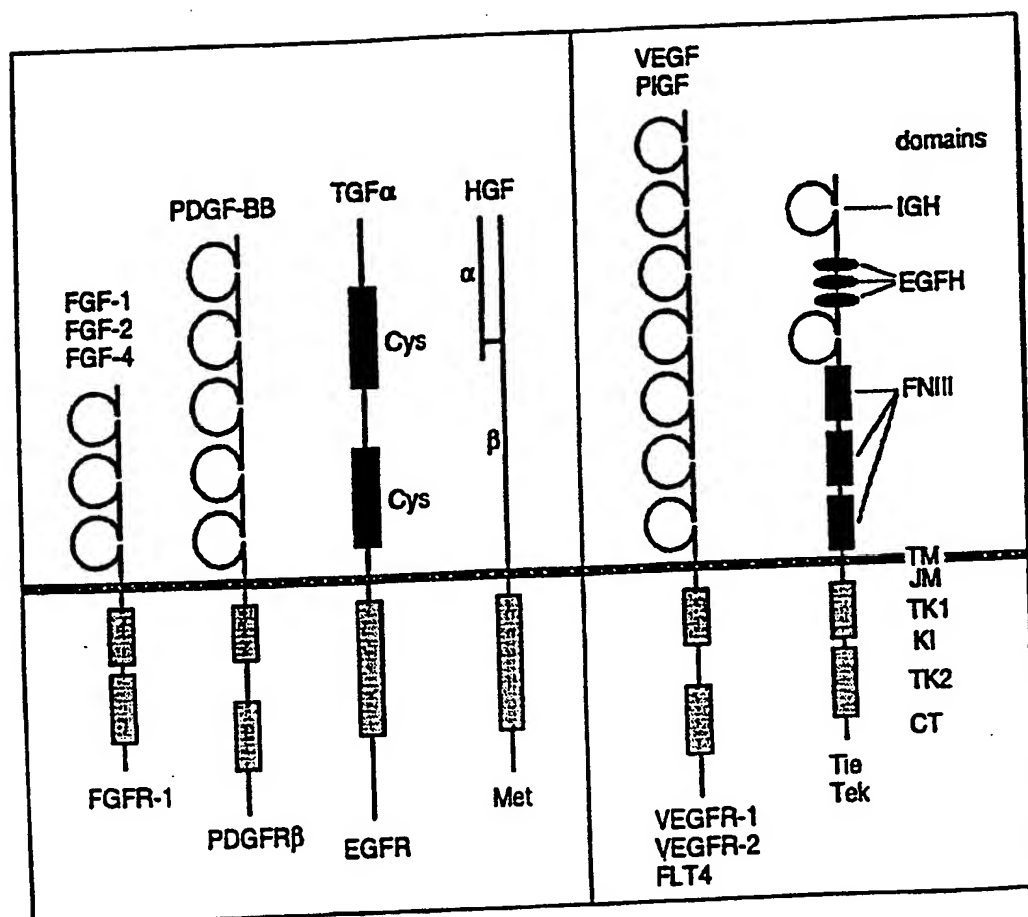 FGF-1
FGF-2
FGF-4
FGFR-1
PDGF-BB
PDGFRβ
TGFα
Cys
Cys
EGFR
HGF
α
β
Met
VEGF
PIGF
VEGFR-1
VEGFR-2
FLT4
domains
IGH
EGFH
FNIII
TM
JM
TK1
KI
TK2
CT
Tie
Tek